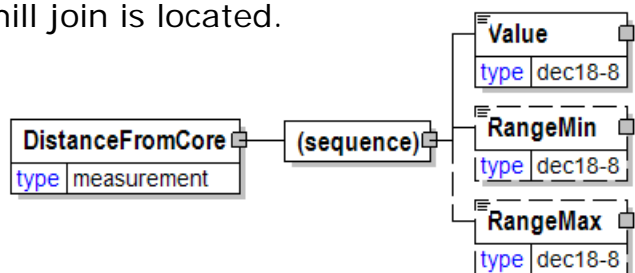 join is located.
Value
type dec18-8
DistanceFromCore
type measurement
(sequence)
RangeMin
type dec18-8
RangeMax
type dec18-8